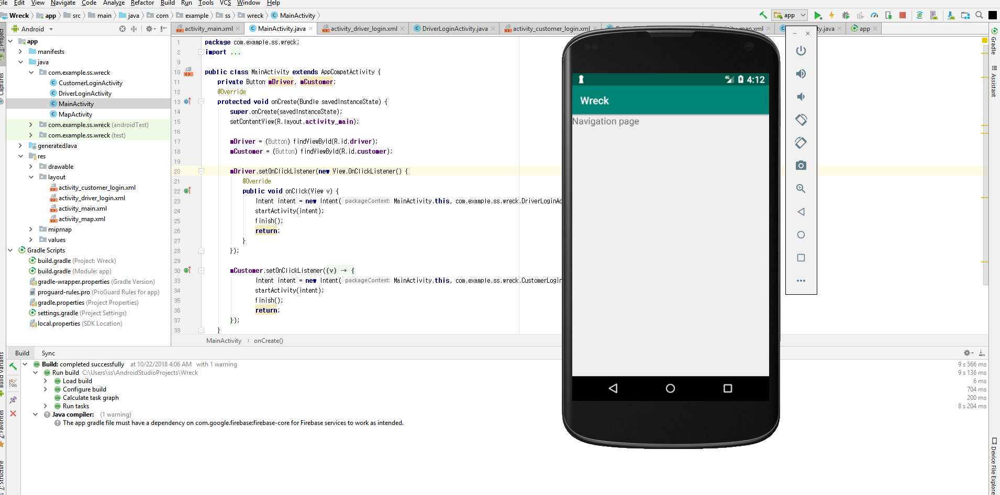 File Edit View Navigate Code Analyze Refactor Build Run Tools VCS Window Help
Wreck app src main java com example ss wreck MainActivity
app
Android
activity_main.xml MainActivity.java activity_driver_login.xml DriverLoginActivity.java activity_customer_login.xml
app
1: Project
Captures
Build Variants
2: Favorites
7: Structure
app
manifests
java
com.example.ss.wreck
CustomerLoginActivity
DriverLoginActivity
MainActivity
MapActivity
com.example.ss.wreck (androidTest)
com.example.ss.wreck (test)
generatedJava
res
drawable
layout
activity_customer_login.xml
activity_driver_login.xml
activity_main.xml
activity_map.xml
mipmap
values
Gradle Scripts
build.gradle (Project: Wreck)
build.gradle (Module: app)
gradle-wrapper.properties (Gradle Version)
proguard-rules.pro (ProGuard Rules for app)
gradle.properties (Project Properties)
settings.gradle (Project Settings)
local.properties (SDK Location)
1 package com.example.ss.wreck;
2 import ...
9
10 public class MainActivity extends AppCompatActivity {
11 private Button mDriver, mCustomer;
12 @Override
13 protected void onCreate(Bundle savedInstanceState) {
14 super.onCreate(savedInstanceState);
15 setContentView(R.layout.activity_main);
16
17 mDriver = (Button) findViewById(R.id.driver);
18 mCustomer = (Button) findViewById(R.id.customer);
19
20 mDriver.setOnClickListener(new View.OnClickListener() {
21 @Override
22 public void onClick(View v) {
23 Intent intent = new Intent( packageContext: MainActivity.this, com.example.ss.wreck.DriverLoginAc
24 startActivity(intent);
25 finish();
26 return;
27 }
28 });
29
30 mCustomer.setOnClickListener((v) → {
33 Intent intent = new Intent( packageContext: MainActivity.this, com.example.ss.wreck.CustomerLogin
34 startActivity(intent);
35 finish();
36 return;
37 });
39 }
MainActivity › onCreate()
4G 4:12
Wreck
Navigation page
Gradle
Assistant
Device File Explorer
Build Sync
Build: completed successfully at 10/22/2018 4:06 AM with 1 warning 9 s 566 ms
Run build C:\Users\ss\AndroidStudioProjects\Wreck 9 s 136 ms
Load build 6 ms
Configure build 704 ms
Calculate task graph 200 ms
Run tasks 8 s 204 ms
Java compiler: (1 warning)
The app gradle file must have a dependency on com.google.firebase:firebase-core for Firebase services to work as intended.